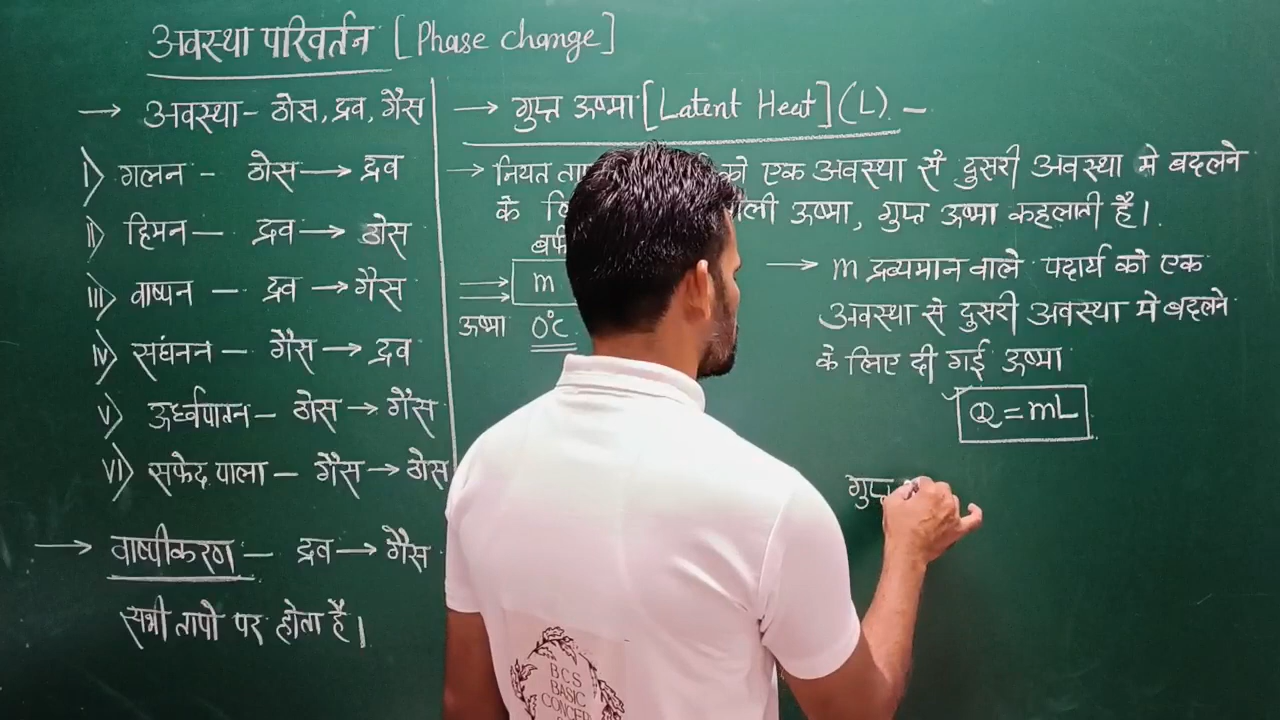 अवस्था परिवर्तन [Phase change]
→ अवस्था- ठोस, द्रव, गैस
I) गलन - ठोस → द्रव
II) हिमन - द्रव → ठोस
III) वाष्पन - द्रव → गैस
IV) संघनन - गैस → द्रव
V) ऊर्ध्वपातन - ठोस → गैस
VI) सफेद पाला - गैस → ठोस
→ वाष्पीकरण - द्रव → गैस
सभी तापो पर होता है।
→ गुप्त ऊष्मा [Latent Heat] (L) -
→ नियत को एक अवस्था से दुसरी अवस्था मे बदलने
के ऊष्मा, गुप्त ऊष्मा कहलाती है।
m
ऊष्मा 0°C
→ m द्रव्यमान वाले पदार्थ को एक
अवस्था से दुसरी अवस्था मे बदलने
के लिए दी गई ऊष्मा
Q = mL
गुप्त
BCS
BASIC